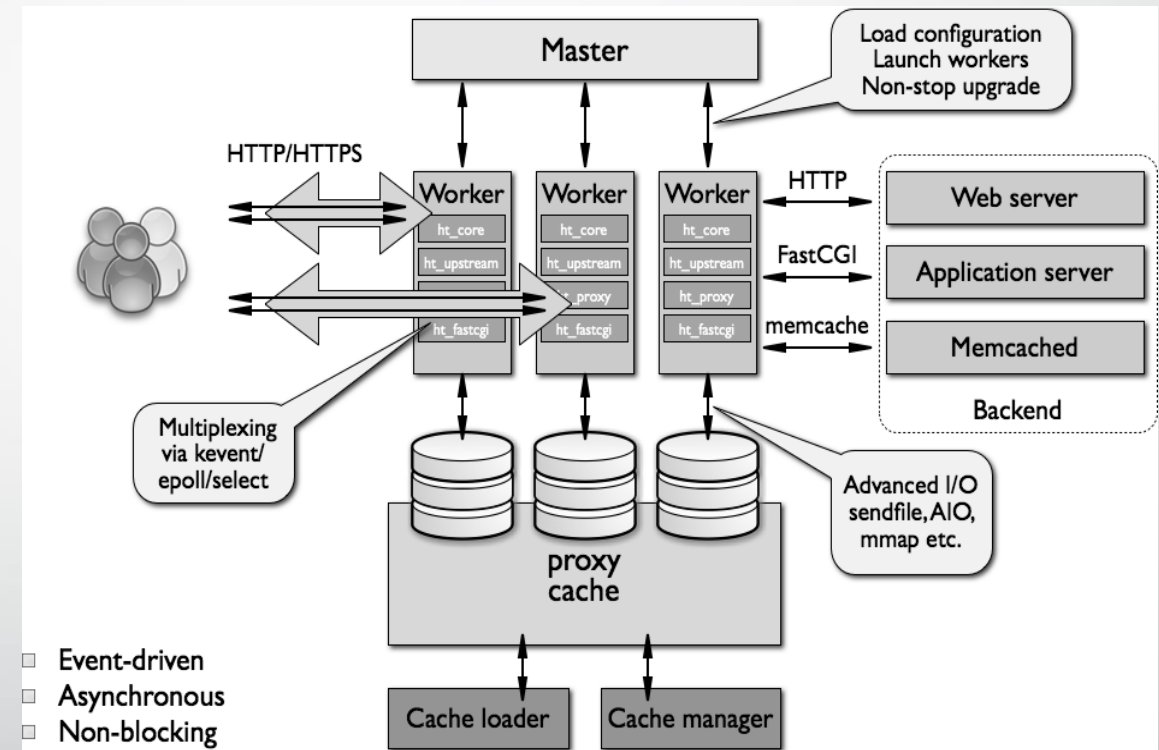 Master
Load configuration
Launch workers
Non-stop upgrade
HTTP/HTTPS
Worker
ht_core
ht_upstream
ht_fastcgi
Worker
ht_core
ht_upstream
ht_proxy
ht_fastcgi
Worker
ht_core
ht_upstream
ht_proxy
ht_fastcgi
HTTP
FastCGI
memcache
Web server
Application server
Memcached
Backend
Multiplexing
via kevent/
epoll/select
Advanced I/O
sendfile, AIO,
mmap etc.
proxy
cache
Event-driven
Asynchronous
Non-blocking
Cache loader
Cache manager